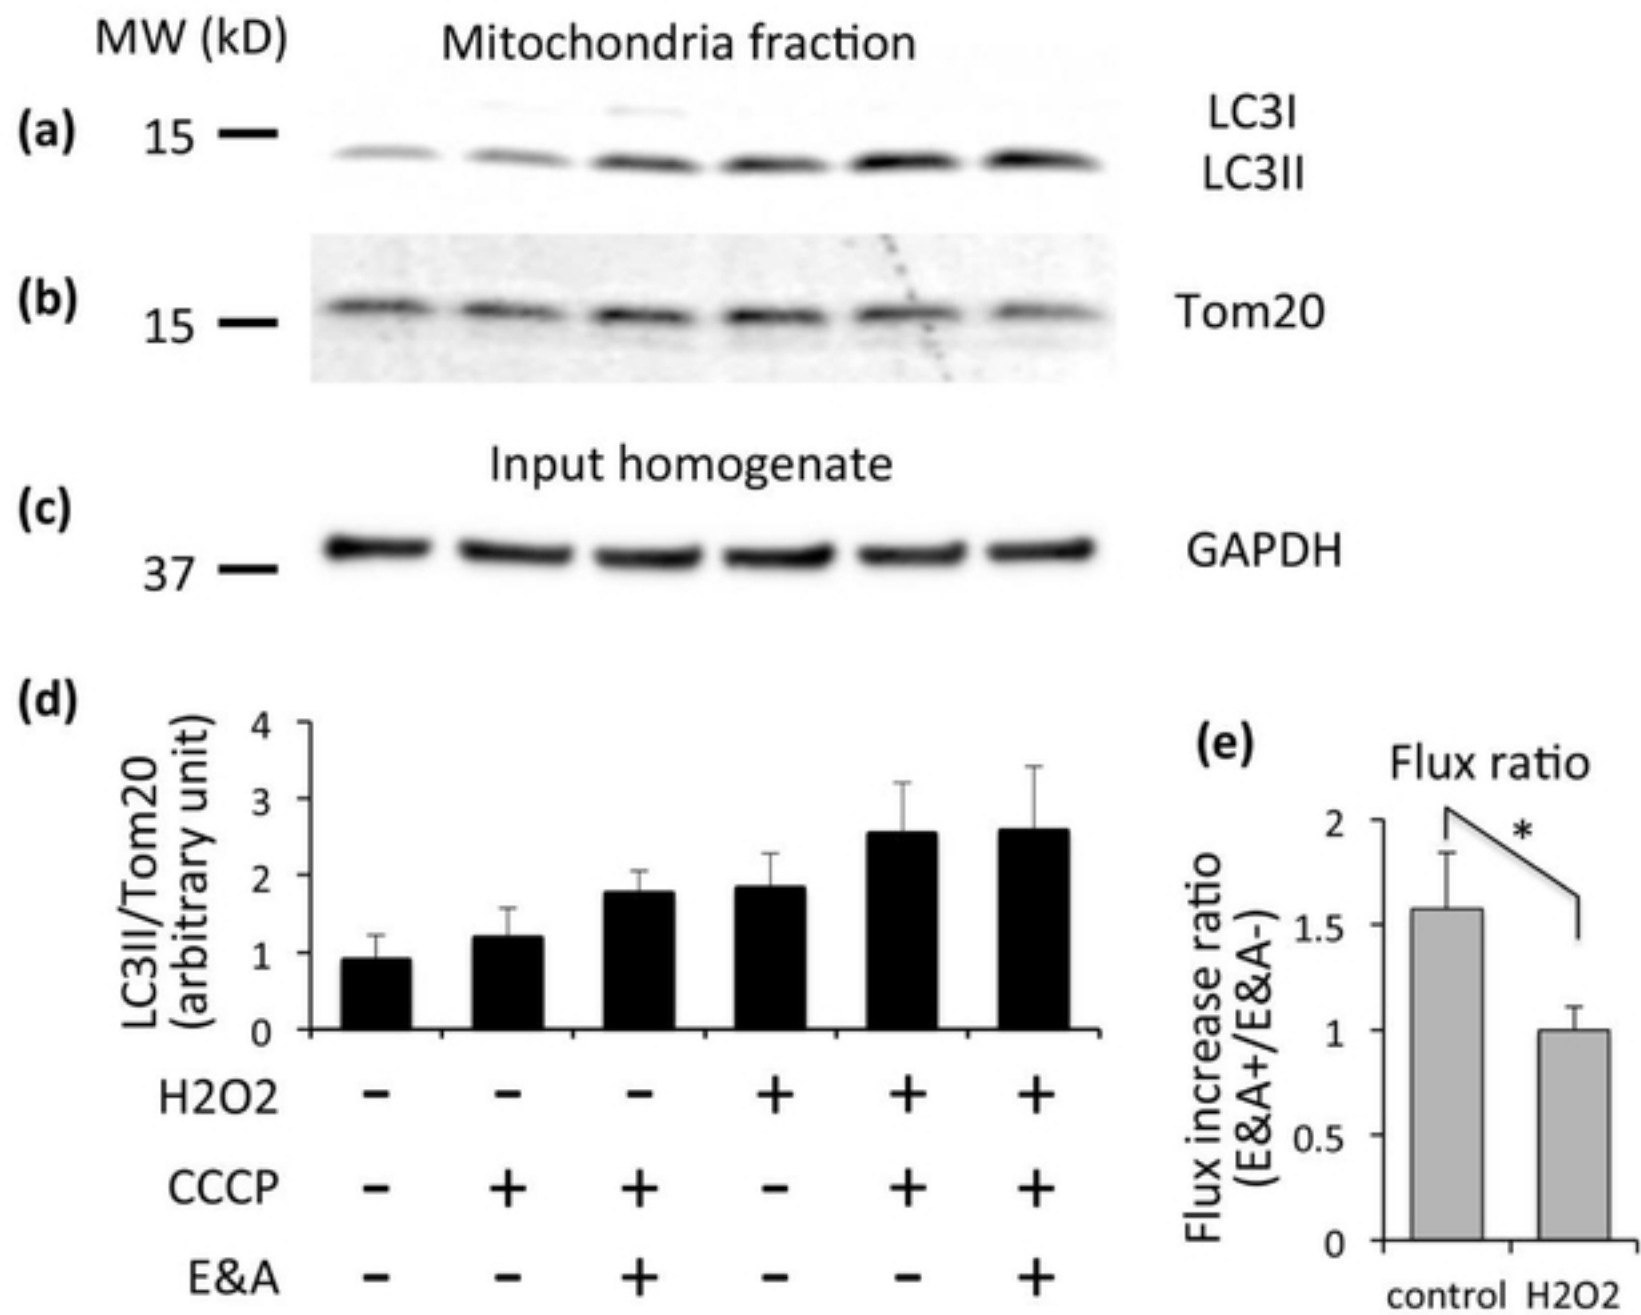 MW (kD)
Mitochondria fraction
(a)
15
LC3I
LC3II
(b)
15
Tom20
Input homogenate
(c)
37
GAPDH
(d)
LC3II/Tom20
(arbitrary unit)
4
3
2
1
0
H2O2 - - - + + +
CCCP - + + - + +
E&A - - + - - +
(e)
Flux ratio
*
Flux increase ratio
(E&A+/E&A-)
2
1.5
1
0.5
0
control H2O2